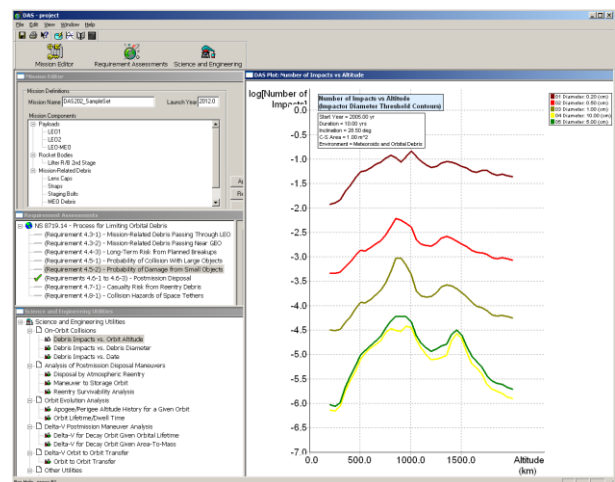 DAS - project
File Edit View Window Help
Mission Editor Requirement Assessments Science and Engineering
Mission Editor
Mission Definitions
Mission Name DAS202_SampleSet Launch Year 2012.0
Mission Components
Payloads
LEO1
LEO2
LEO-MEO
Rocket Bodies
Liter R/B 2nd Stage
Mission-Related Debris
Lens Caps
Straps
Staging Bolts
MEO Debris
Requirement Assessments
NS 8719.14 - Process for Limiting Orbital Debris
(Requirement 4.3-1) - Mission-Related Debris Passing Through LEO
(Requirement 4.3-2) - Mission-Related Debris Passing Near GEO
(Requirement 4.4-3) - Long-Term Risk from Planned Breakups
(Requirement 4.5-1) - Probability of Collision With Large Objects
(Requirement 4.5-2) - Probability of Damage from Small Objects
(Requirements 4.6-1 to 4.6-3) - Postmission Disposal
(Requirement 4.7-1) - Casualty Risk from Reentry Debris
(Requirement 4.8-1) - Collision Hazards of Space Tethers
Science and Engineering Utilities
Science and Engineering Utilities
On-Orbit Collisions
Debris Impacts vs. Orbit Altitude
Debris Impacts vs. Debris Diameter
Debris Impacts vs. Date
Analysis of Postmission Disposal Maneuvers
Disposal by Atmospheric Reentry
Maneuver to Storage Orbit
Reentry Survivability Analysis
Orbit Evolution Analysis
Apogee/Perigee Altitude History for a Given Orbit
Orbit Lifetime/Dwell Time
Delta-V Postmission Maneuver Analysis
Delta-V for Decay Orbit Given Orbital Lifetime
Delta-V for Decay Orbit Given Area-To-Mass
Delta-V Orbit to Orbit Transfer
Orbit to Orbit Transfer
Other Utilities
DAS Plot: Number of Impacts vs Altitude
log[Number of
Impacts]
Number of Impacts vs Altitude
(Impactor Diameter Threshold Contours)
Start Year = 2005.00 yr
Duration = 10.00 yrs
Inclination = 28.50 deg
C-S Area = 1.00 m^2
Environment = Meteoroids and Orbital Debris
01 Diameter: 0.20 (cm)
02 Diameter: 0.50 (cm)
03 Diameter: 1.00 (cm)
04 Diameter: 10.00 (cm)
05 Diameter: 5.00 (cm)
0.0
-0.5
-1.0
-1.5
-2.0
-2.5
-3.0
-3.5
-4.0
-4.5
-5.0
-5.5
-6.0
-6.5
-7.0
0.0 500.0 1000.0 1500.0 Altitude
(km)